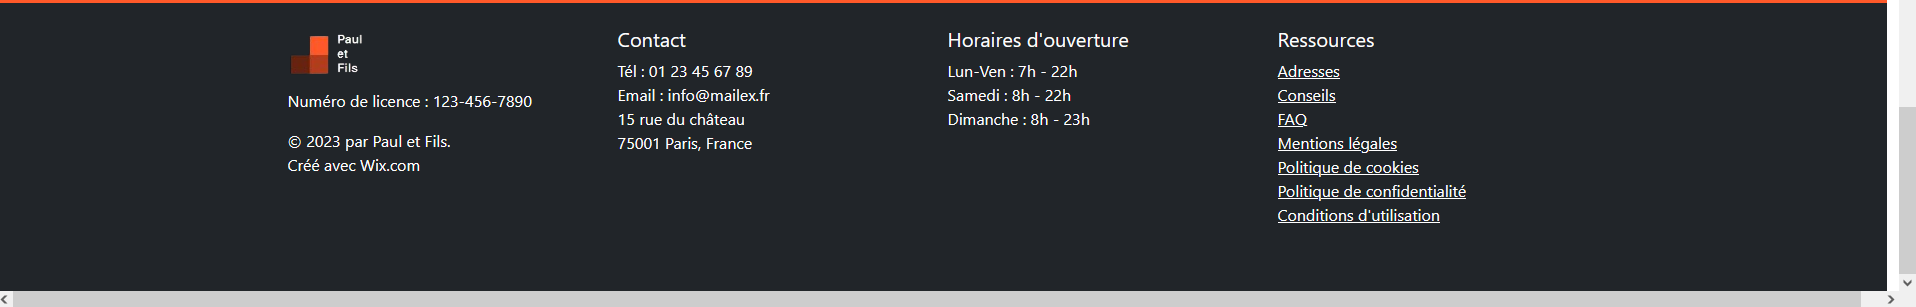 Paul
et
Fils
Numéro de licence : 123-456-7890
© 2023 par Paul et Fils.
Créé avec Wix.com
Contact
Tél : 01 23 45 67 89
Email : info@mailex.fr
15 rue du château
75001 Paris, France
Horaires d'ouverture
Lun-Ven : 7h - 22h
Samedi : 8h - 22h
Dimanche : 8h - 23h
Ressources
Adresses
Conseils
FAQ
Mentions légales
Politique de cookies
Politique de confidentialité
Conditions d'utilisation